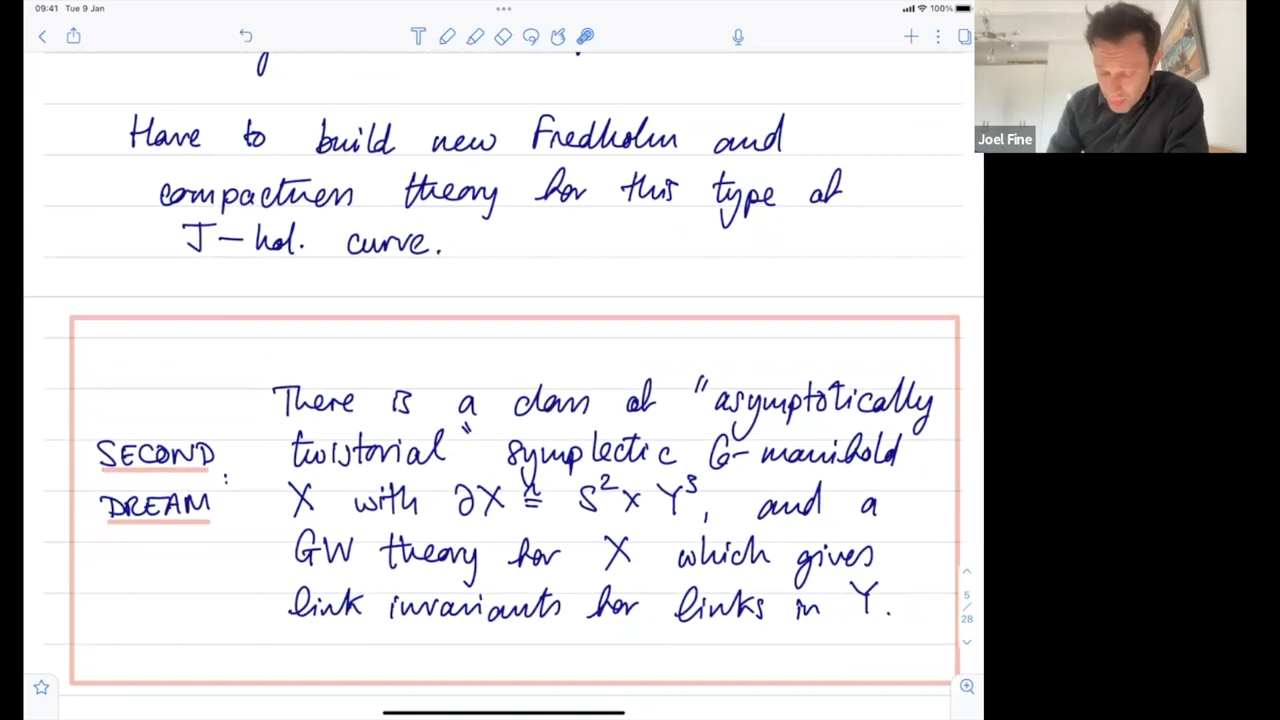 09:41 Tue 9 Jan
100%
Have to build new Fredholm and
compactness theory for this type of
J-hol. curve.
There is a class of "asymptotically
SECOND DREAM:
twistorial" symplectic 6-manifold
X with ∂X ≅ S² x Y³, and a
GW theory for X which gives
link invariants for links in Y.
5
/
28
Joel Fine